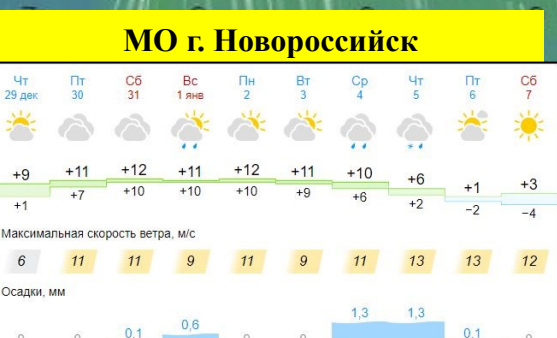 МО г. Новороссийск
Чт Пт Сб Вс Пн Вт Ср Чт Пт Сб
29 дек 30 31 1 янв 2 3 4 5 6 7
+9 +11 +12 +11 +12 +11 +10 +6 +1 +3
+1 +7 +10 +10 +10 +9 +6 +2 −2 −4
Максимальная скорость ветра, м/с
6 11 11 9 11 9 11 13 13 12
Осадки, мм
0,1 0,6 1,3 1,3 0,1